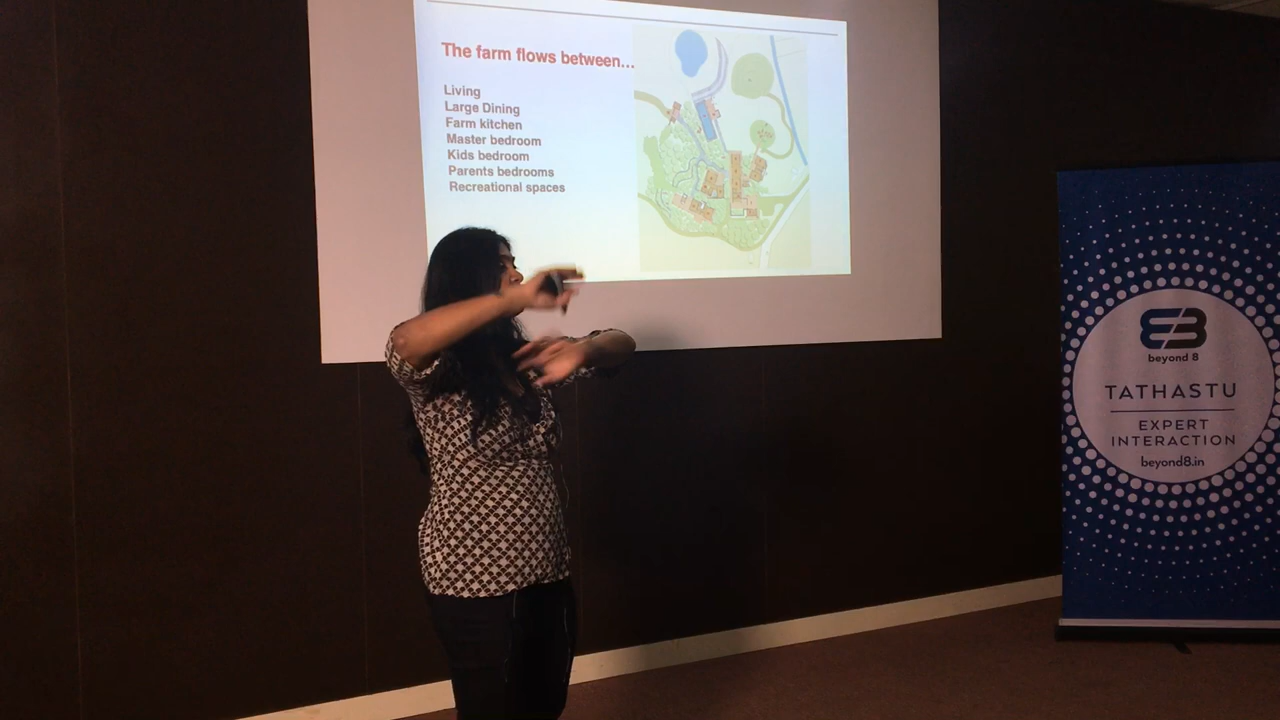 The farm flows between...
Living
Large Dining
Farm kitchen
Master bedroom
Kids bedroom
Parents bedrooms
Recreational spaces
beyond 8
TATHASTU
EXPERT
INTERACTION
beyond8.in